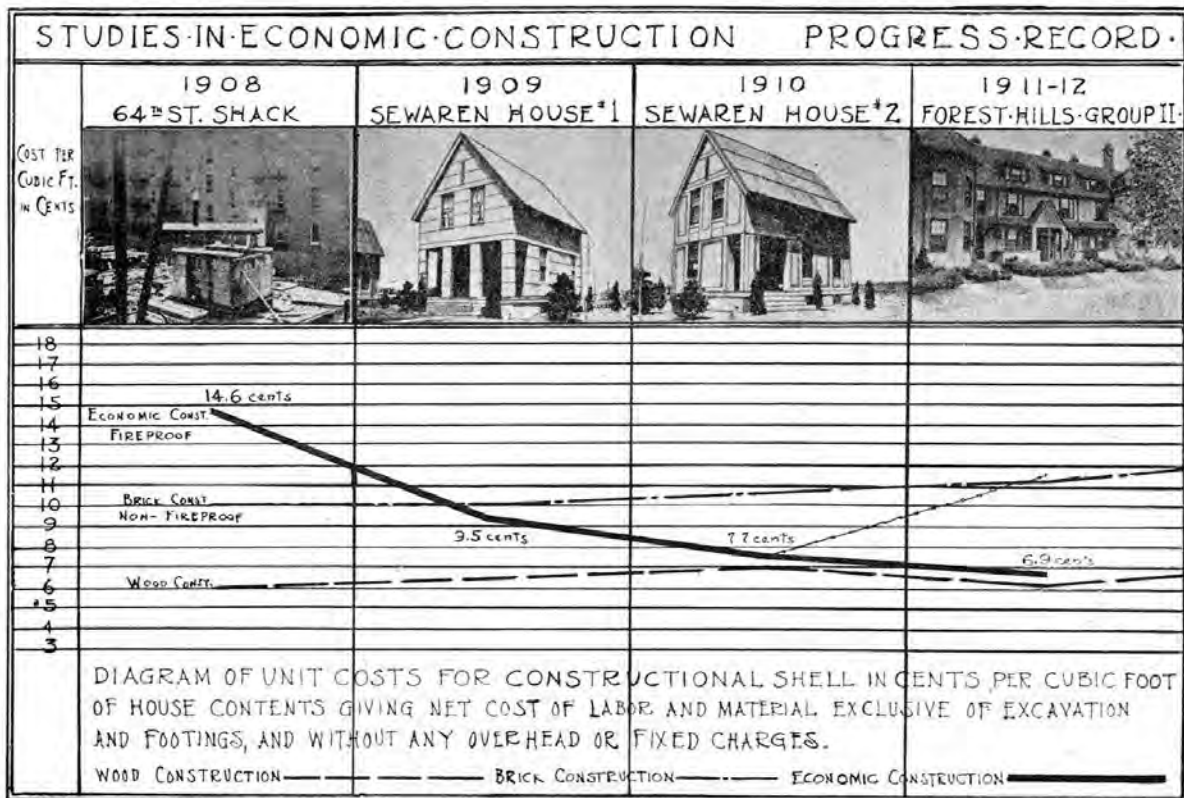 STUDIES·IN·ECONOMIC·CONSTRUCTION PROGRESS·RECORD·
1908
64TH ST. SHACK
1909
SEWAREN HOUSE #1
1910
SEWAREN HOUSE #2
1911-12
FOREST·HILLS·GROUP II·
COST PER
CUBIC FT.
IN CENTS
18
17
16
15
14
13
12
11
10
9
8
7
6
5
4
3
14.6 cents
ECONOMIC CONST.
FIREPROOF
BRICK CONST.
NON-FIREPROOF
9.5 cents
7.7 cents
6.9 cents
WOOD CONST.
DIAGRAM OF UNIT COSTS FOR CONSTRUCTIONAL SHELL IN CENTS PER CUBIC FOOT
OF HOUSE CONTENTS GIVING NET COST OF LABOR AND MATERIAL EXCLUSIVE OF EXCAVATION
AND FOOTINGS, AND WITHOUT ANY OVERHEAD OR FIXED CHARGES.
WOOD CONSTRUCTION BRICK CONSTRUCTION ECONOMIC CONSTRUCTION